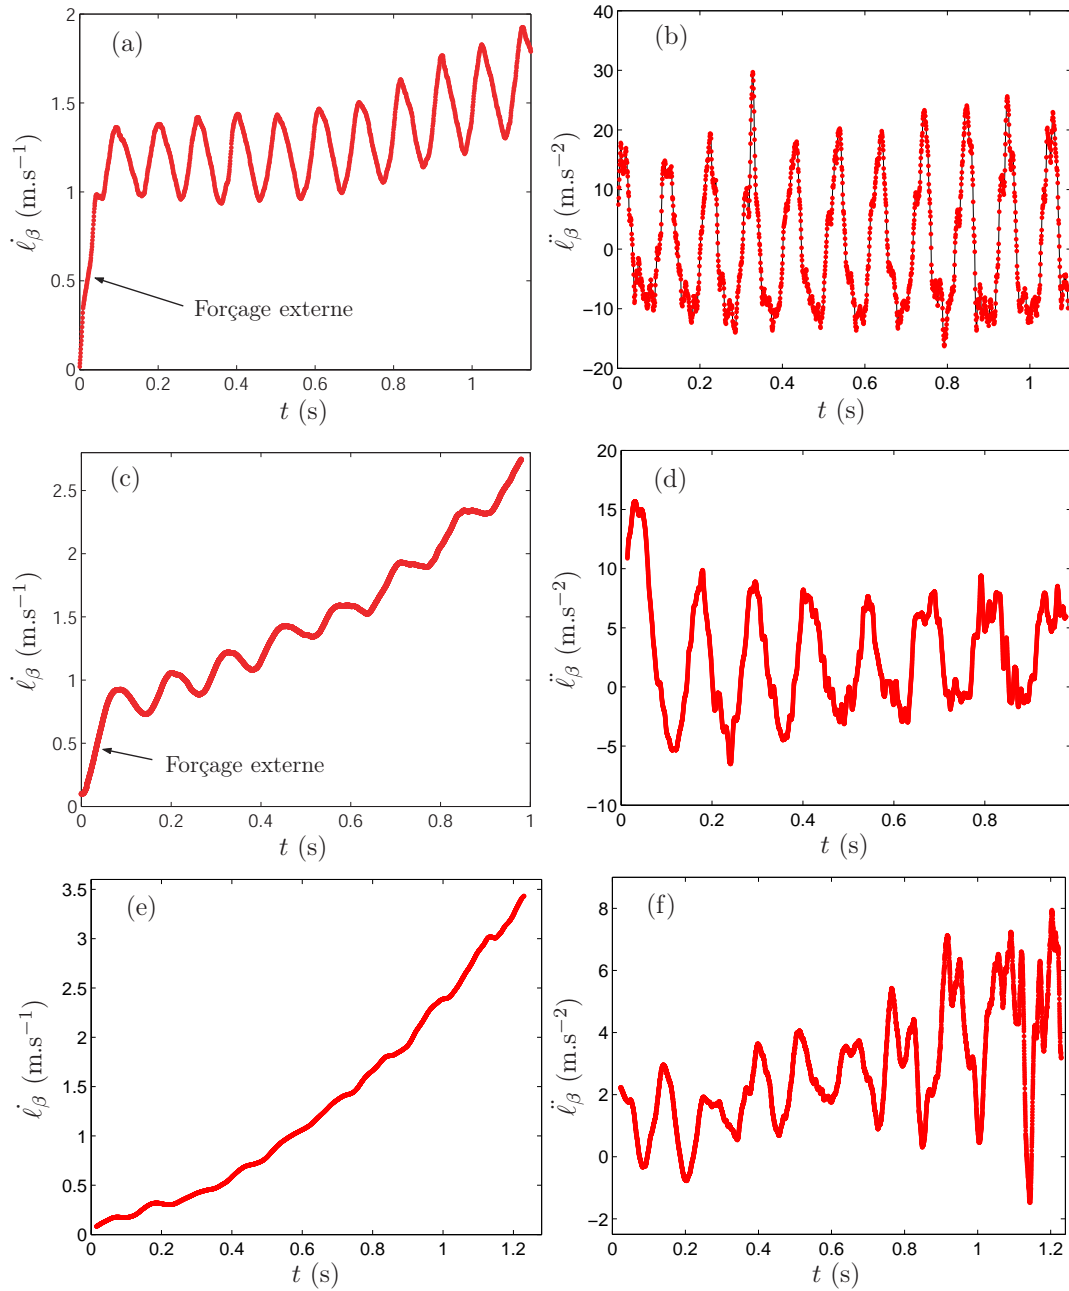 (a)
2
1.5
1
0.5
0
ℓ̇β (m.s−1)
Forçage externe
0 0.2 0.4 0.6 0.8 1
t (s)
(b)
40
30
20
10
0
−10
−20
ℓ̈β (m.s−2)
0 0.2 0.4 0.6 0.8 1
t (s)
(c)
2.5
2
1.5
1
0.5
0
ℓ̇β (m.s−1)
Forçage externe
0 0.2 0.4 0.6 0.8 1
t (s)
(d)
20
15
10
5
0
−5
−10
ℓ̈β (m.s−2)
0 0.2 0.4 0.6 0.8
t (s)
(e)
3.5
3
2.5
2
1.5
1
0.5
0
ℓ̇β (m.s−1)
0 0.2 0.4 0.6 0.8 1 1.2
t (s)
(f)
8
6
4
2
0
−2
ℓ̈β (m.s−2)
0 0.2 0.4 0.6 0.8 1 1.2
t (s)